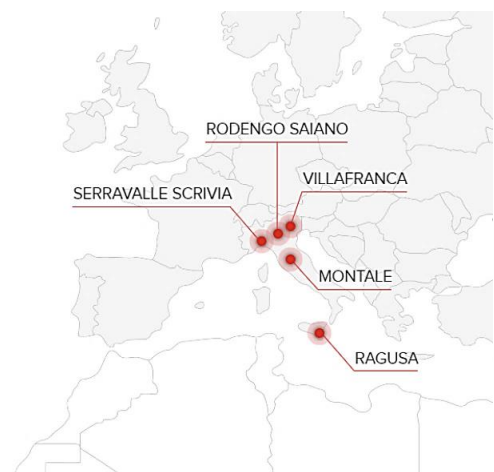 RODENGO SAIANO
VILLAFRANCA
SERRAVALLE SCRIVIA
MONTALE
RAGUSA